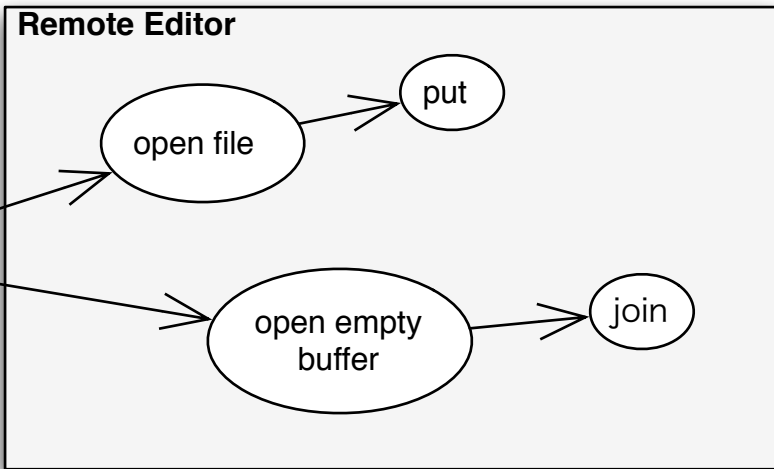 Remote Editor
put
open file
open empty
buffer
join